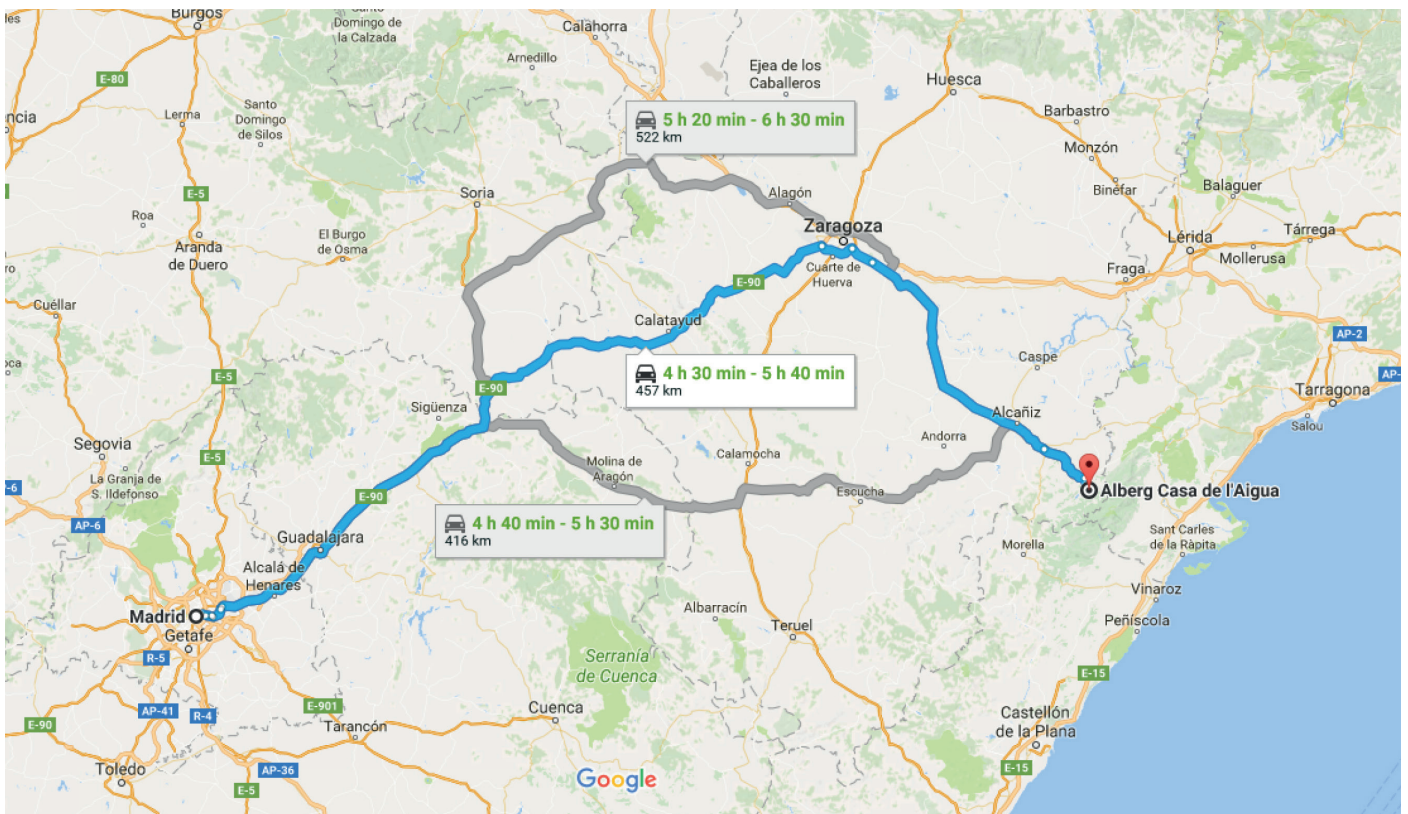 Burgos
Santo
Domingo de
la Calzada
Calahorra
Arnedillo
Ejea de los
Caballeros
Huesca
E-80
Barbastro
Lerma
Santo
Domingo
de Silos
5 h 20 min - 6 h 30 min
522 km
Monzón
Binéfar
Balaguer
E-5
Soria
Alagón
Roa
Zaragoza
Tárrega
Lérida
Mollerusa
El Burgo
de Osma
Aranda
de Duero
Cuarte de
Huerva
Fraga
E-90
Cuéllar
Calatayud
AP-2
Caspe
4 h 30 min - 5 h 40 min
457 km
E-5
E-90
Tarragona
Salou
Sigüenza
Alcañiz
Andorra
Segovia
E-5
La Granja de
S. Ildefonso
Molina de
Aragón
Calamocha
E-90
Escucha
Alberg Casa de l'Aigua
AP-6
4 h 40 min - 5 h 30 min
416 km
Guadalajara
Sant Carles
de la Ràpita
Morella
Alcalá de
Henares
Vinaroz
Madrid
Albarracín
Peñíscola
Getafe
Teruel
R-5
Serranía
de Cuenca
E-15
AP-41
R-4
E-901
E-90
Tarancón
Cuenca
Castellón
de la Plana
Toledo
AP-36
E-15
E-5
Google